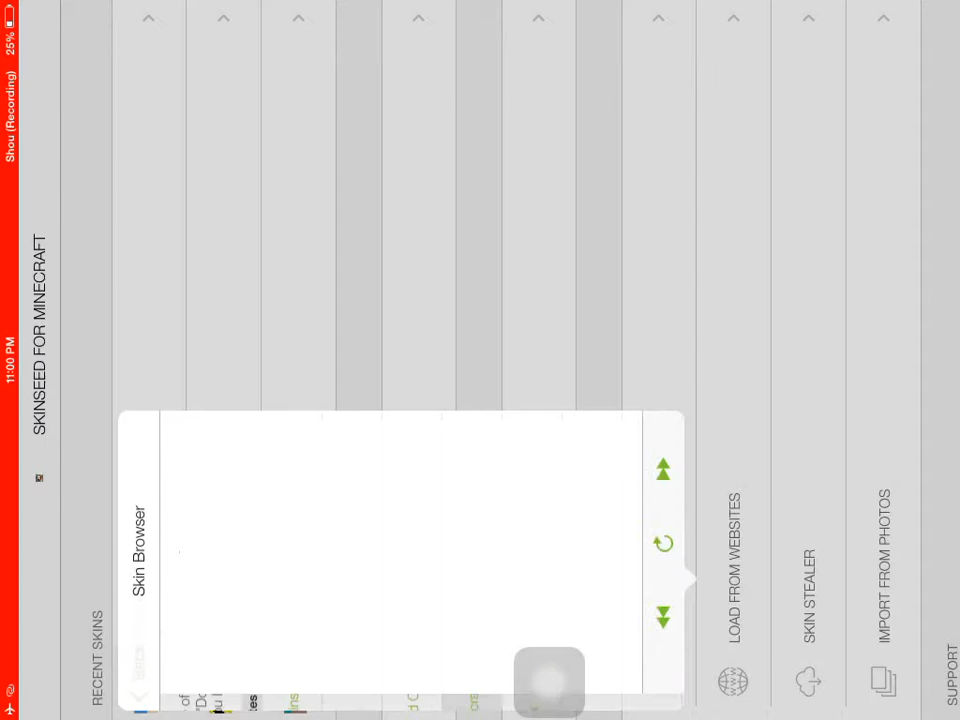 11:00 PM
Shou (Recording) 25%
SKINSEED FOR MINECRAFT
RECENT SKINS
Skin Browser
LOAD FROM WEBSITES
SKIN STEALER
IMPORT FROM PHOTOS
SUPPORT